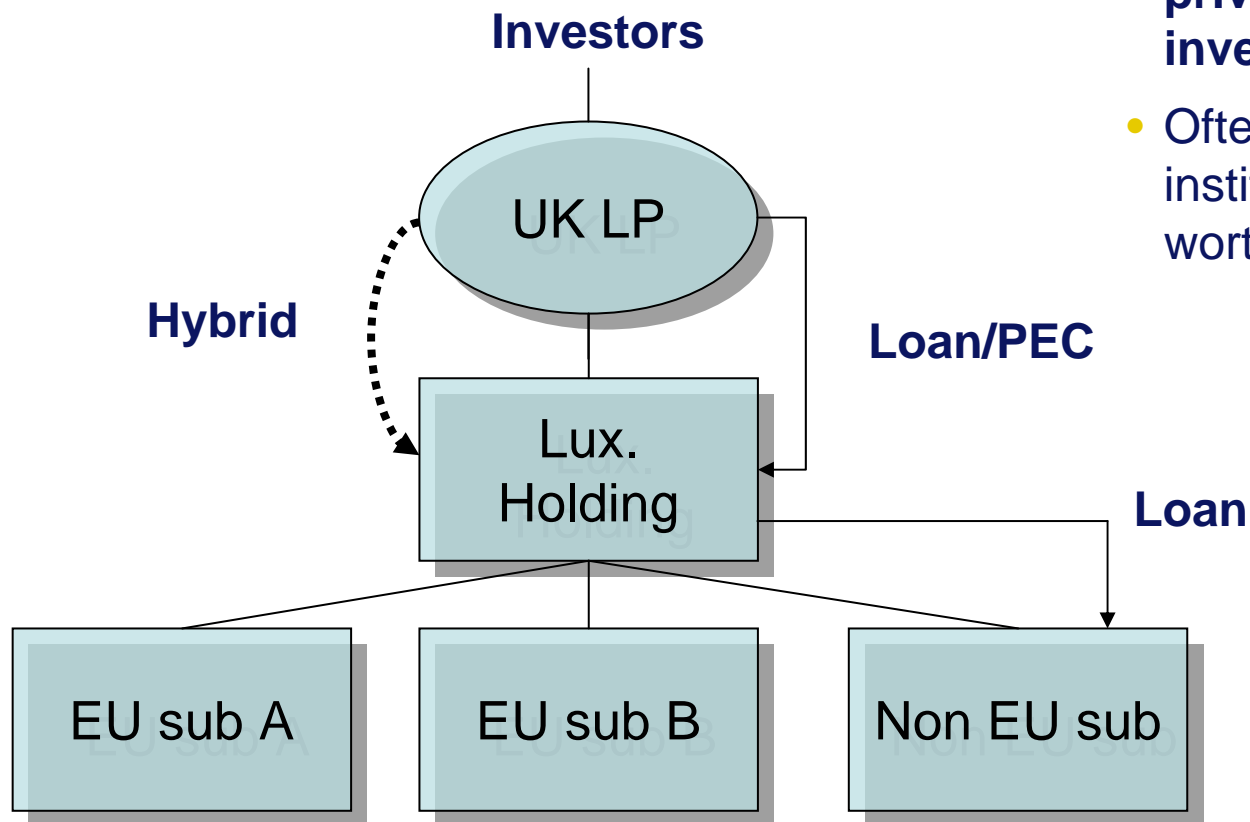 Investors
UK LP
Hybrid
Loan/PEC
Lux.
Holding
Loan
EU sub A
EU sub B
Non EU sub